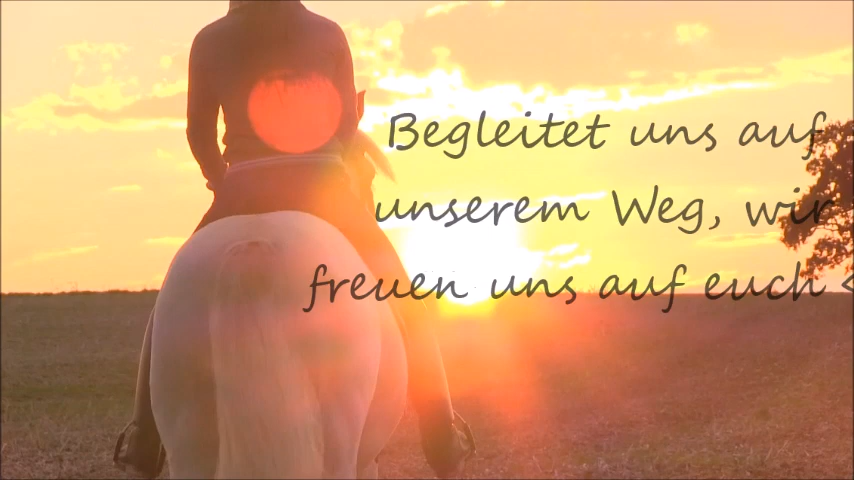 Begleitet uns auf
unserem Weg, wir
freuen uns auf euch <